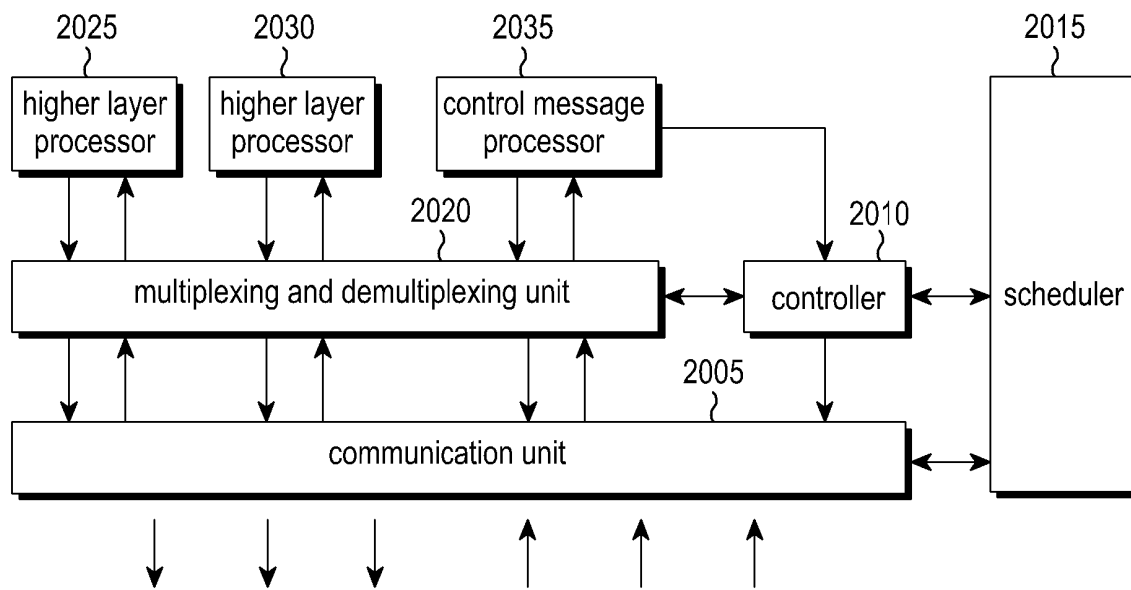 2025
2030
2035
2015
higher layer
processor
higher layer
processor
control message
processor
2020
2010
multiplexing and demultiplexing unit
controller
scheduler
2005
communication unit